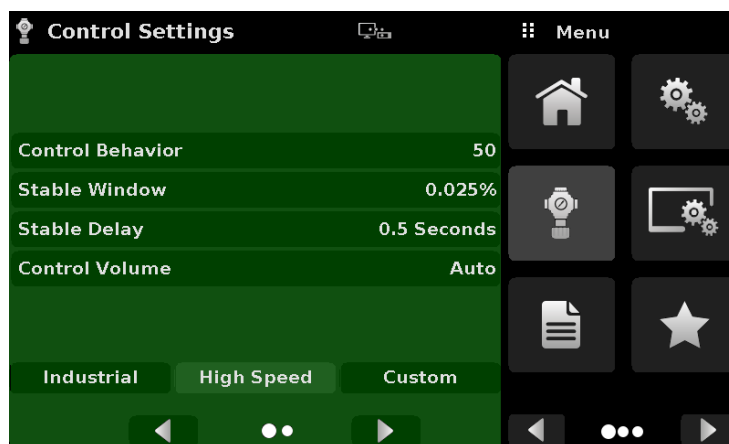 Control Settings
Menu
Control Behavior 50
Stable Window 0.025%
Stable Delay 0.5 Seconds
Control Volume Auto
Industrial High Speed Custom